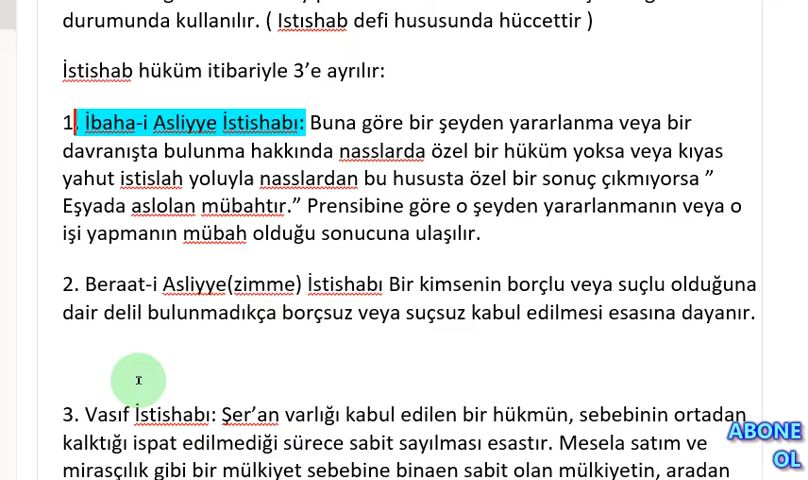 durumunda kullanılır. ( Istıshab defi hususunda hüccettir )
İstishab hüküm itibariyle 3’e ayrılır:
1. İbaha-i Asliyye İstishabı: Buna göre bir şeyden yararlanma veya bir
davranışta bulunma hakkında nasslarda özel bir hüküm yoksa veya kıyas
yahut istislah yoluyla nasslardan bu hususta özel bir sonuç çıkmıyorsa ”
Eşyada aslolan mübahtır.” Prensibine göre o şeyden yararlanmanın veya o
işi yapmanın mübah olduğu sonucuna ulaşılır.
2. Beraat-i Asliyye(zimme) İstishabı Bir kimsenin borçlu veya suçlu olduğuna
dair delil bulunmadıkça borçsuz veya suçsuz kabul edilmesi esasına dayanır.
3. Vasıf İstishabı: Şer’an varlığı kabul edilen bir hükmün, sebebinin ortadan
kalktığı ispat edilmediği sürece sabit sayılması esastır. Mesela satım ve
mirasçılık gibi bir mülkiyet sebebine binaen sabit olan mülkiyetin, aradan
ABONE
OL